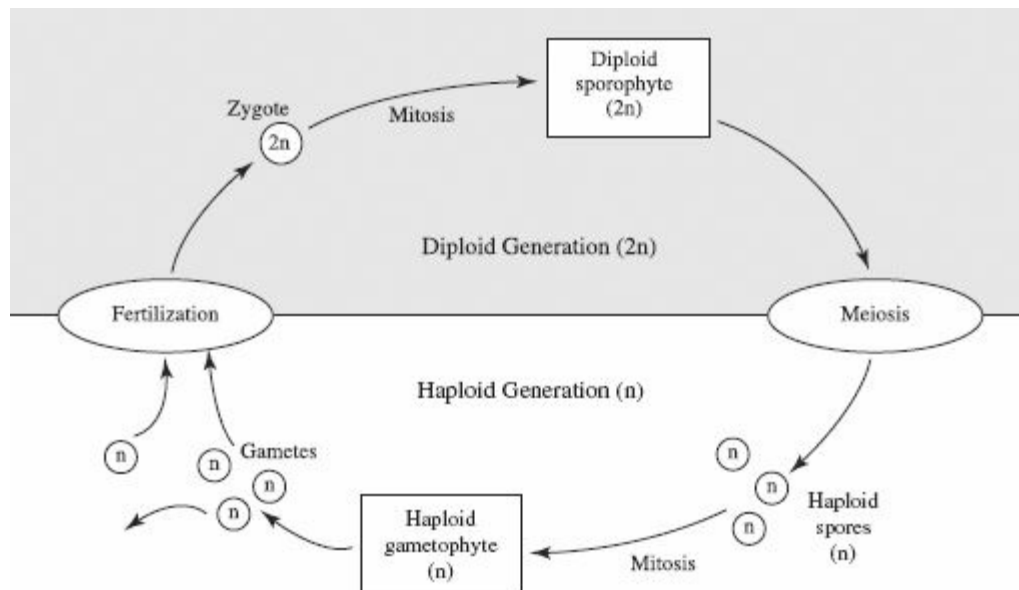 Diploid
sporophyte
(2n)
Zygote
2n
Mitosis
Diploid Generation (2n)
Fertilization
Meiosis
Haploid Generation (n)
n
Gametes
n
n
n
n
n
n
Haploid
spores
(n)
Haploid
gametophyte
(n)
Mitosis